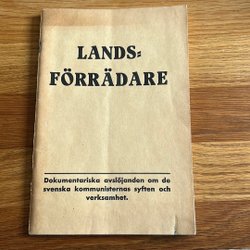 LANDS=
FÖRRÄDARE
Dokumentariska avslöjanden om de
svenska kommunisternas syften och
verksamhet.